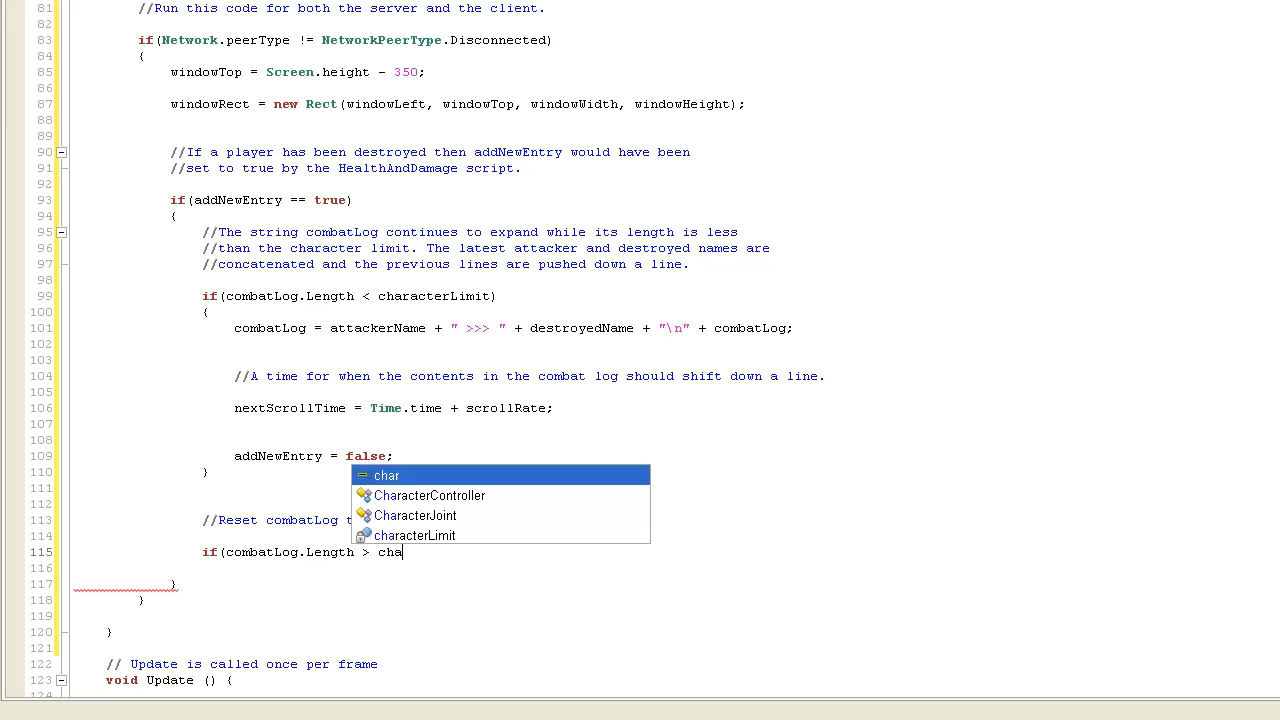 81 //Run this code for both the server and the client.
82
83 if(Network.peerType != NetworkPeerType.Disconnected)
84 {
85 windowTop = Screen.height - 350;
86
87 windowRect = new Rect(windowLeft, windowTop, windowWidth, windowHeight);
88
89
90 //If a player has been destroyed then addNewEntry would have been
91 //set to true by the HealthAndDamage script.
92
93 if(addNewEntry == true)
94 {
95 //The string combatLog continues to expand while its length is less
96 //than the character limit. The latest attacker and destroyed names are
97 //concatenated and the previous lines are pushed down a line.
98
99 if(combatLog.Length < characterLimit)
100 {
101 combatLog = attackerName + " >>> " + destroyedName + "\n" + combatLog;
102
103
104 //A time for when the contents in the combat log should shift down a line.
105
106 nextScrollTime = Time.time + scrollRate;
107
108
109 addNewEntry = false;
110 }
char
111
CharacterController
112
CharacterJoint
113 //Reset combatLog t
114
characterLimit
115 if(combatLog.Length > cha
116
117 }
118 }
119
120 }
121
122 // Update is called once per frame
123 void Update () {
124